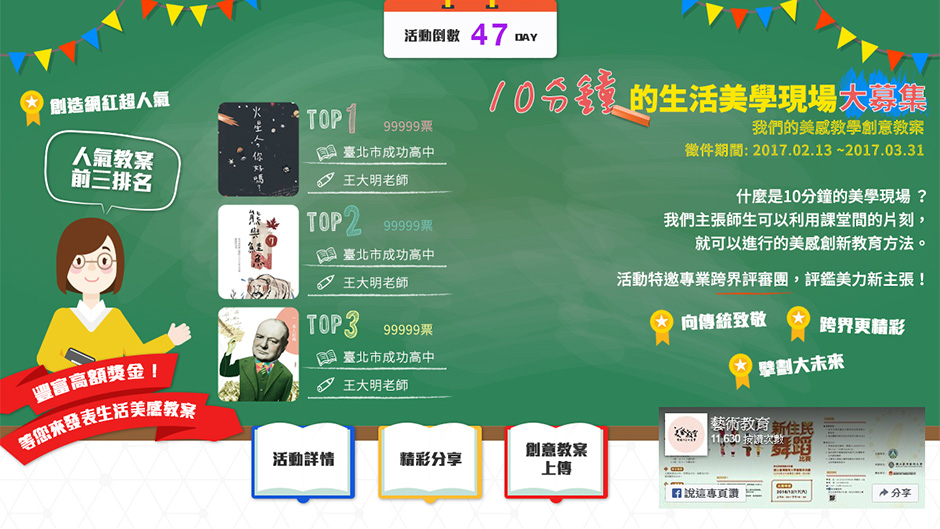 活動倒數 47 DAY
創造網紅超人氣
人氣教案
前三排名
豐富高額獎金！
等您來發表生活美感教案
火星人，你好嗎？
TOP1 99999票
臺北市成功高中
王大明老師
TOP2 99999票
臺北市成功高中
王大明老師
TOP3 99999票
臺北市成功高中
王大明老師
10分鐘的生活美學現場大募集
我們的美感教學創意教案
徵件期間: 2017.02.13 ~2017.03.31
什麼是10分鐘的美學現場 ？
我們主張師生可以利用課堂間的片刻，
就可以進行的美感創新教育方法。
活動特邀專業跨界評審團，評鑑美力新主張！
向傳統致敬
跨界更精彩
擘劃大未來
活動詳情
精彩分享
創意教案
上傳
藝術教育
11,630 按讚次數
新住民
舞蹈
說這專頁讚
分享